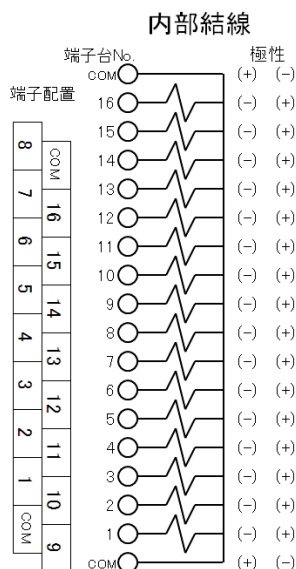 内部結線
端子台No. 極性
COM (+) (-)
端子配置
16 (-) (+)
15 (-) (+)
14 (-) (+)
13 (-) (+)
12 (-) (+)
11 (-) (+)
10 (-) (+)
9 (-) (+)
8 (-) (+)
7 (-) (+)
6 (-) (+)
5 (-) (+)
4 (-) (+)
3 (-) (+)
2 (-) (+)
1 (-) (+)
COM (+) (-)
8
7
6
5
4
3
2
1
COM
COM
16
15
14
13
12
11
10
9